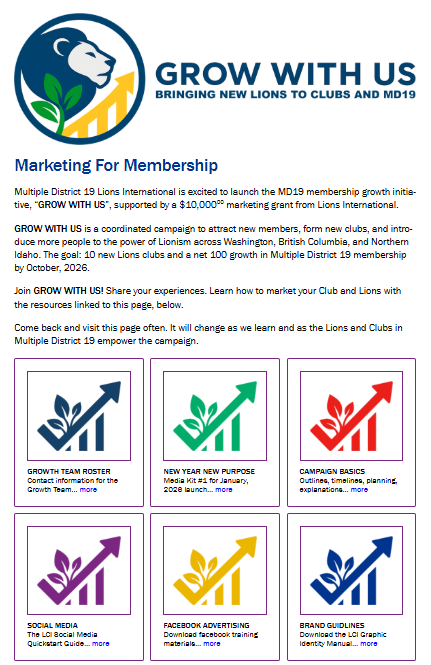 GROW WITH US
BRINGING NEW LIONS TO CLUBS AND MD19
Marketing For Membership
Multiple District 19 Lions International is excited to launch the MD19 membership growth initia-
tive, "GROW WITH US", supported by a $10,000⁰⁰ marketing grant from Lions International.
GROW WITH US is a coordinated campaign to attract new members, form new clubs, and intro-
duce more people to the power of Lionism across Washington, British Columbia, and Northern
Idaho. The goal: 10 new Lions clubs and a net 100 growth in Multiple District 19 membership
by October, 2026.
Join GROW WITH US! Share your experiences. Learn how to market your Club and Lions with
the resources linked to this page, below.
Come back and visit this page often. It will change as we learn and as the Lions and Clubs in
Multiple District 19 empower the campaign.
GROWTH TEAM ROSTER
Contact information for the
Growth Team... more
NEW YEAR NEW PURPOSE
Media Kit #1 for January,
2026 launch... more
CAMPAIGN BASICS
Outlines, timelines, planning,
explanations... more
SOCIAL MEDIA
The LCI Social Media
Quickstart Guide... more
FACEBOOK ADVERTISING
Download facebook training
materials... more
BRAND GUIDLINES
Download the LCI Graphic
Identity Manual... more